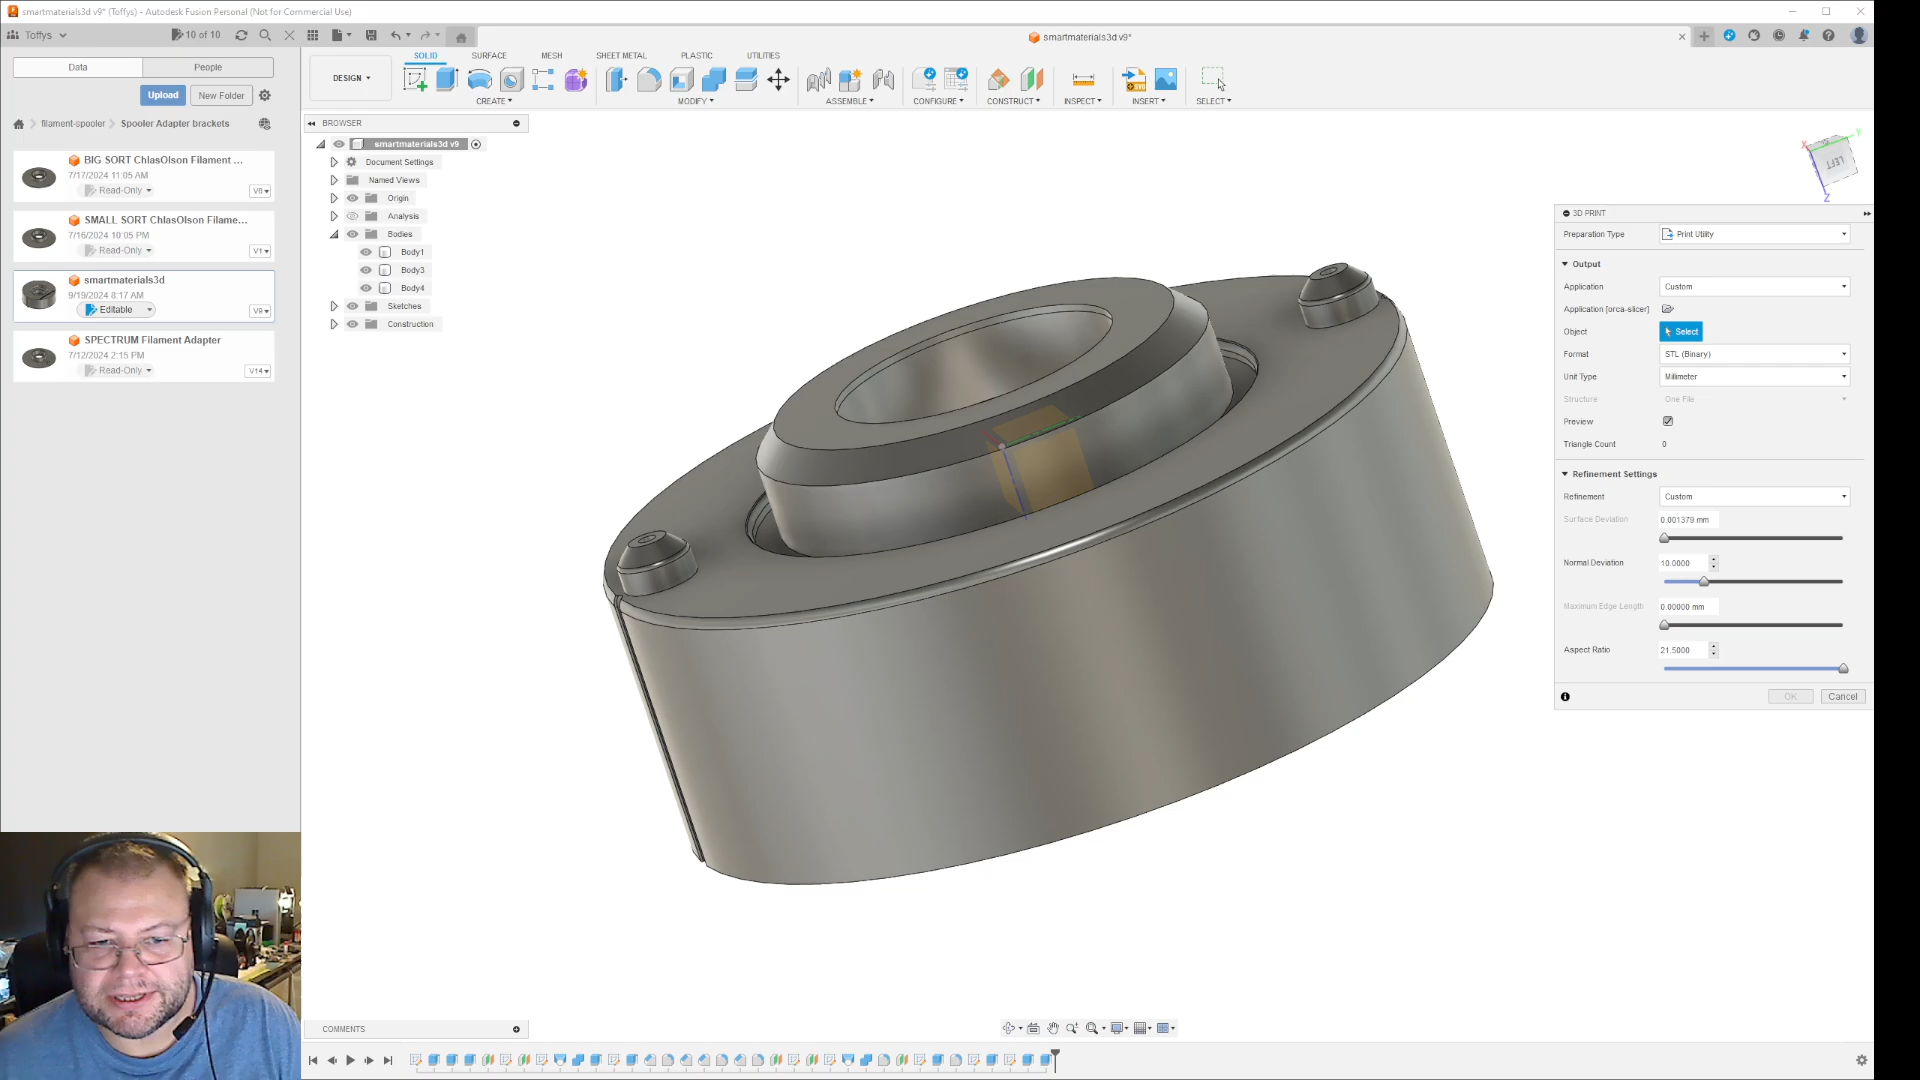 smartmaterials3d v9* (Toffys) - Autodesk Fusion Personal (Not for Commercial Use)
Toffys
10 of 10
smartmaterials3d v9*
Data
People
Upload
New Folder
filament-spooler
Spooler Adapter brackets
BIG SORT ChlasOlson Filament ...
7/17/2024 11:05 AM
Read-Only
V6
SMALL SORT ChlasOlson Filame...
7/16/2024 10:05 PM
Read-Only
V1
smartmaterials3d
9/19/2024 8:17 AM
Editable
V9
SPECTRUM Filament Adapter
7/12/2024 2:15 PM
Read-Only
V14
DESIGN
SOLID
SURFACE
MESH
SHEET METAL
PLASTIC
UTILITIES
CREATE
MODIFY
ASSEMBLE
CONFIGURE
CONSTRUCT
INSPECT
INSERT
SELECT
BROWSER
smartmaterials3d v9
Document Settings
Named Views
Origin
Analysis
Bodies
Body1
Body3
Body4
Sketches
Construction
X
Y
Z
LEFT
3D PRINT
Preparation Type
Print Utility
Output
Application
Custom
Application [orca-slicer]
Object
Select
Format
STL (Binary)
Unit Type
Millimeter
Structure
One File
Preview
Triangle Count
0
Refinement Settings
Refinement
Custom
Surface Deviation
0.001379 mm
Normal Deviation
10.0000
Maximum Edge Length
0.00000 mm
Aspect Ratio
21.5000
OK
Cancel
COMMENTS